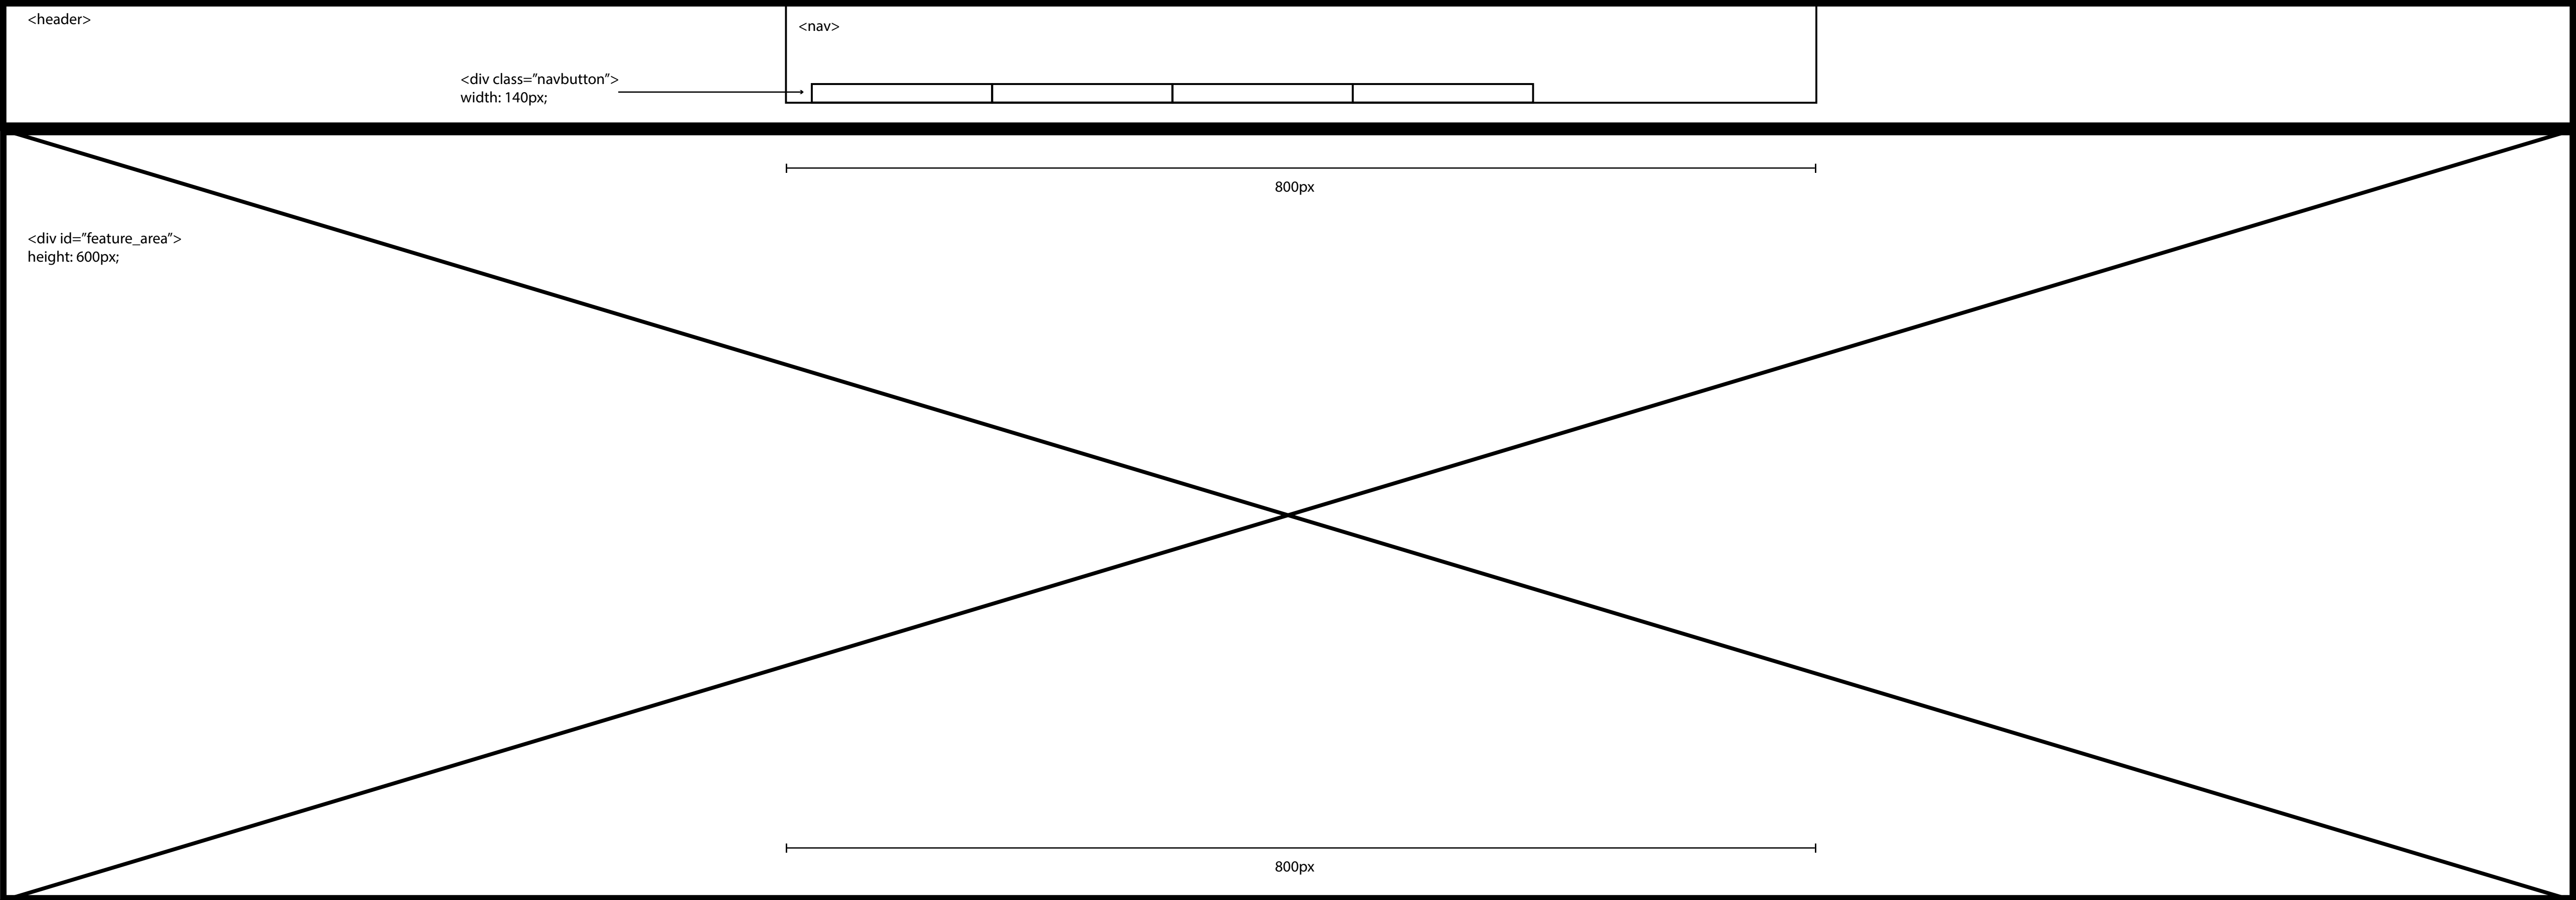 <header>
<nav>
<div class=”navbutton”>
width: 140px;
800px
<div id=”feature_area”>
height: 600px;
800px